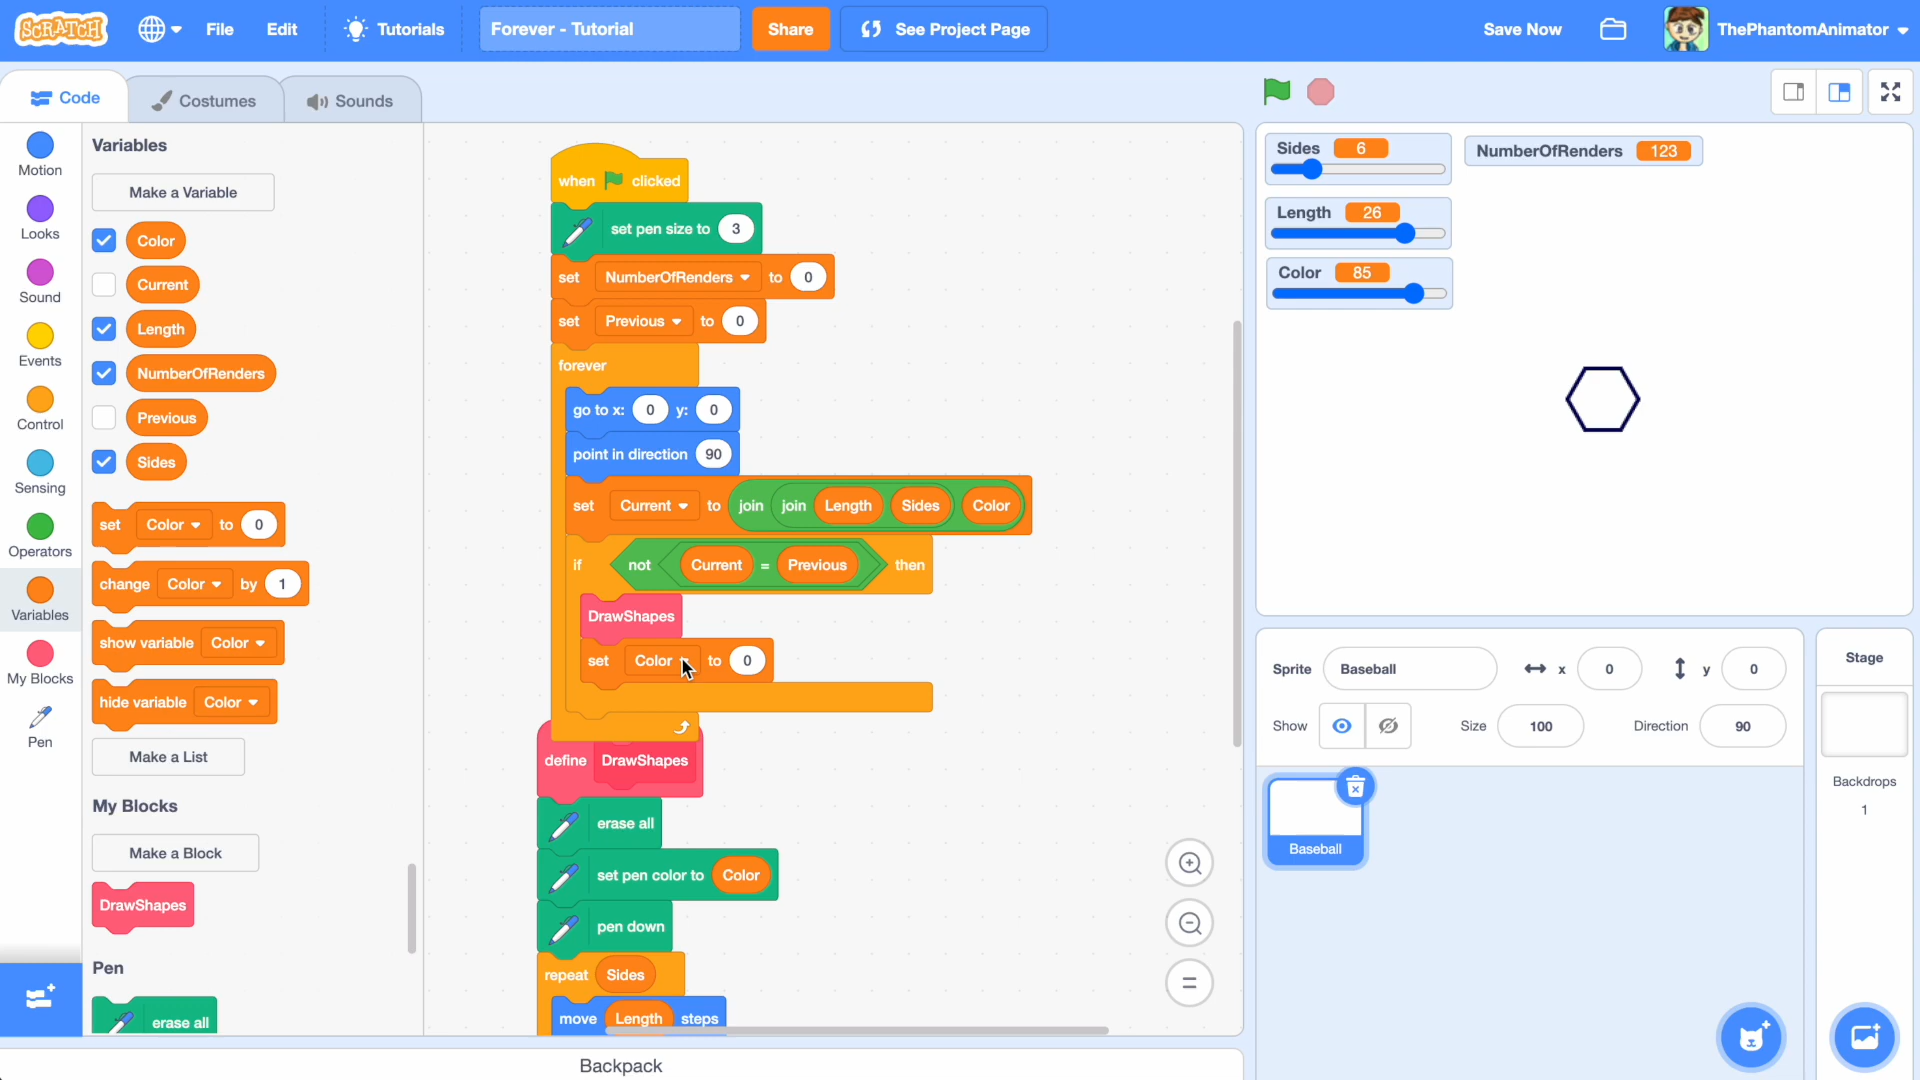 SCRATCH
File
Edit
Tutorials
Forever - Tutorial
Share
See Project Page
Save Now
ThePhantomAnimator
Code
Costumes
Sounds
Motion
Looks
Sound
Events
Control
Sensing
Operators
Variables
My Blocks
Pen
Variables
Make a Variable
Color
Current
Length
NumberOfRenders
Previous
Sides
set Color to 0
change Color by 1
show variable Color
hide variable Color
Make a List
My Blocks
Make a Block
DrawShapes
Pen
erase all
when clicked
set pen size to 3
set NumberOfRenders to 0
set Previous to 0
forever
go to x: 0 y: 0
point in direction 90
set Current to join join Length Sides Color
if not Current = Previous then
DrawShapes
set Color to 0
define DrawShapes
erase all
set pen color to Color
pen down
repeat Sides
move Length steps
Backpack
Sides 6
NumberOfRenders 123
Length 26
Color 85
Sprite Baseball x 0 y 0
Show Size 100 Direction 90
Baseball
Stage
Backdrops
1